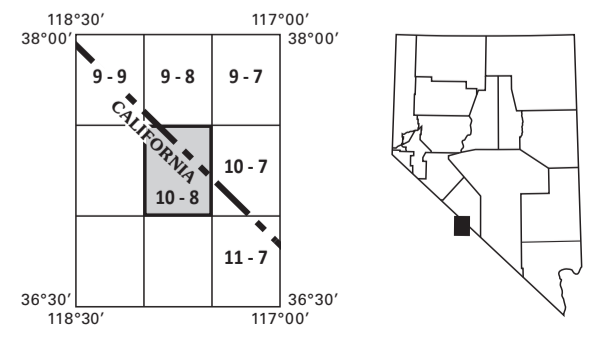 118°30′ 117°00′
38°00′ 38°00′
9 - 9 9 - 8 9 - 7
CALIFORNIA
10 - 7
10 - 8
11 - 7
36°30′ 36°30′
118°30′ 117°00′